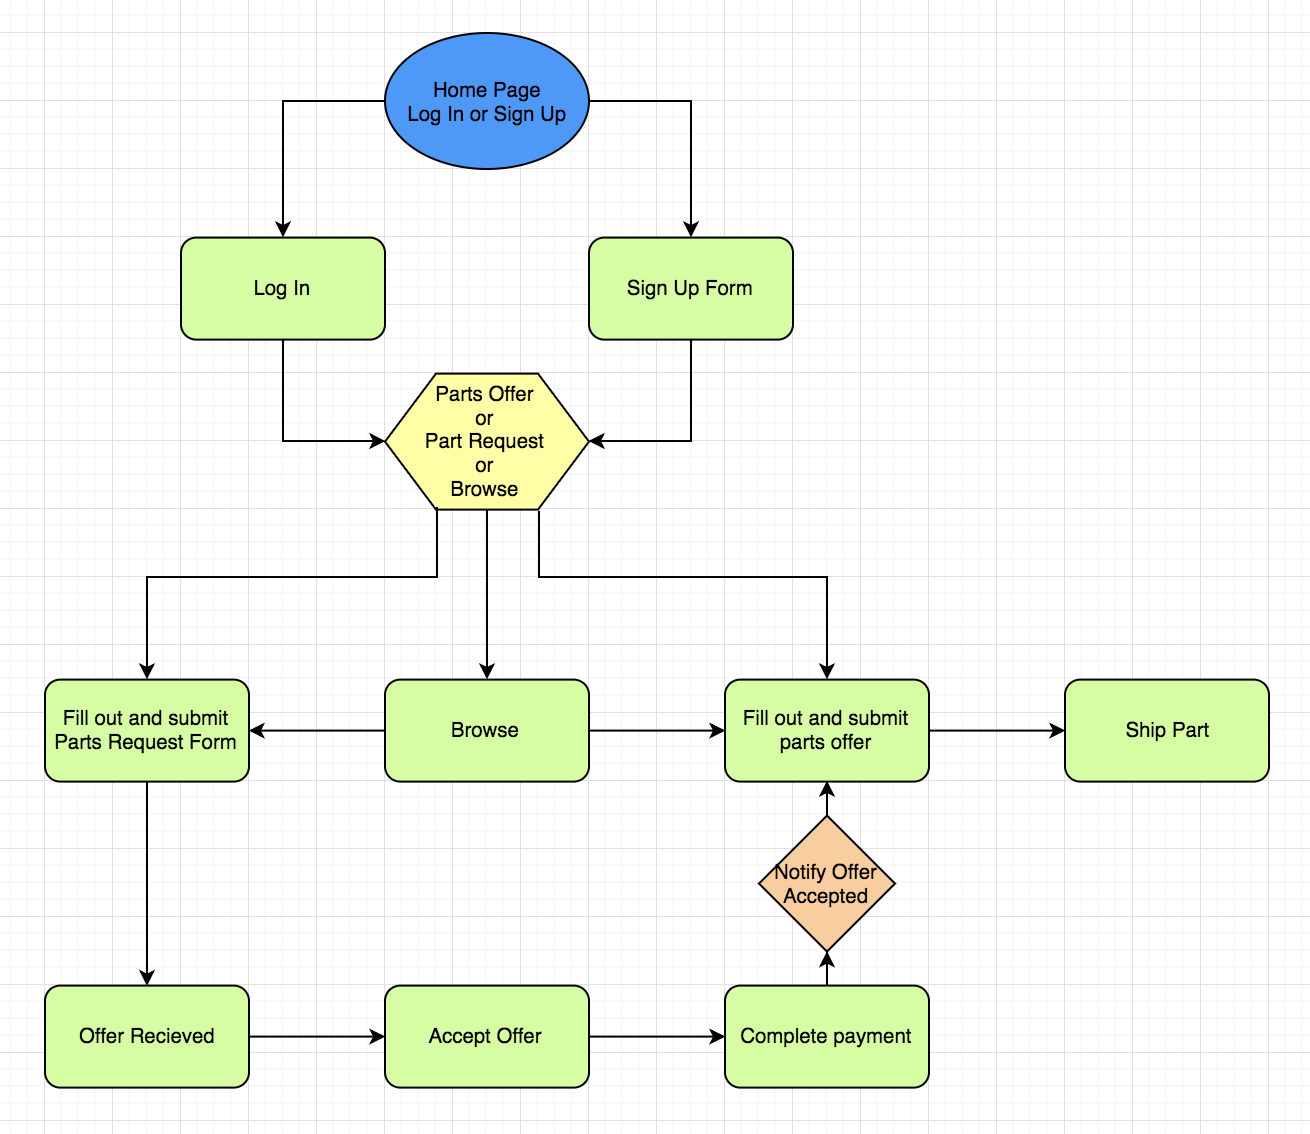 Home Page
Log In or Sign Up
Log In
Sign Up Form
Parts Offer
or
Part Request
or
Browse
Fill out and submit
Parts Request Form
Browse
Fill out and submit
parts offer
Ship Part
Notify Offer
Accepted
Offer Recieved
Accept Offer
Complete payment